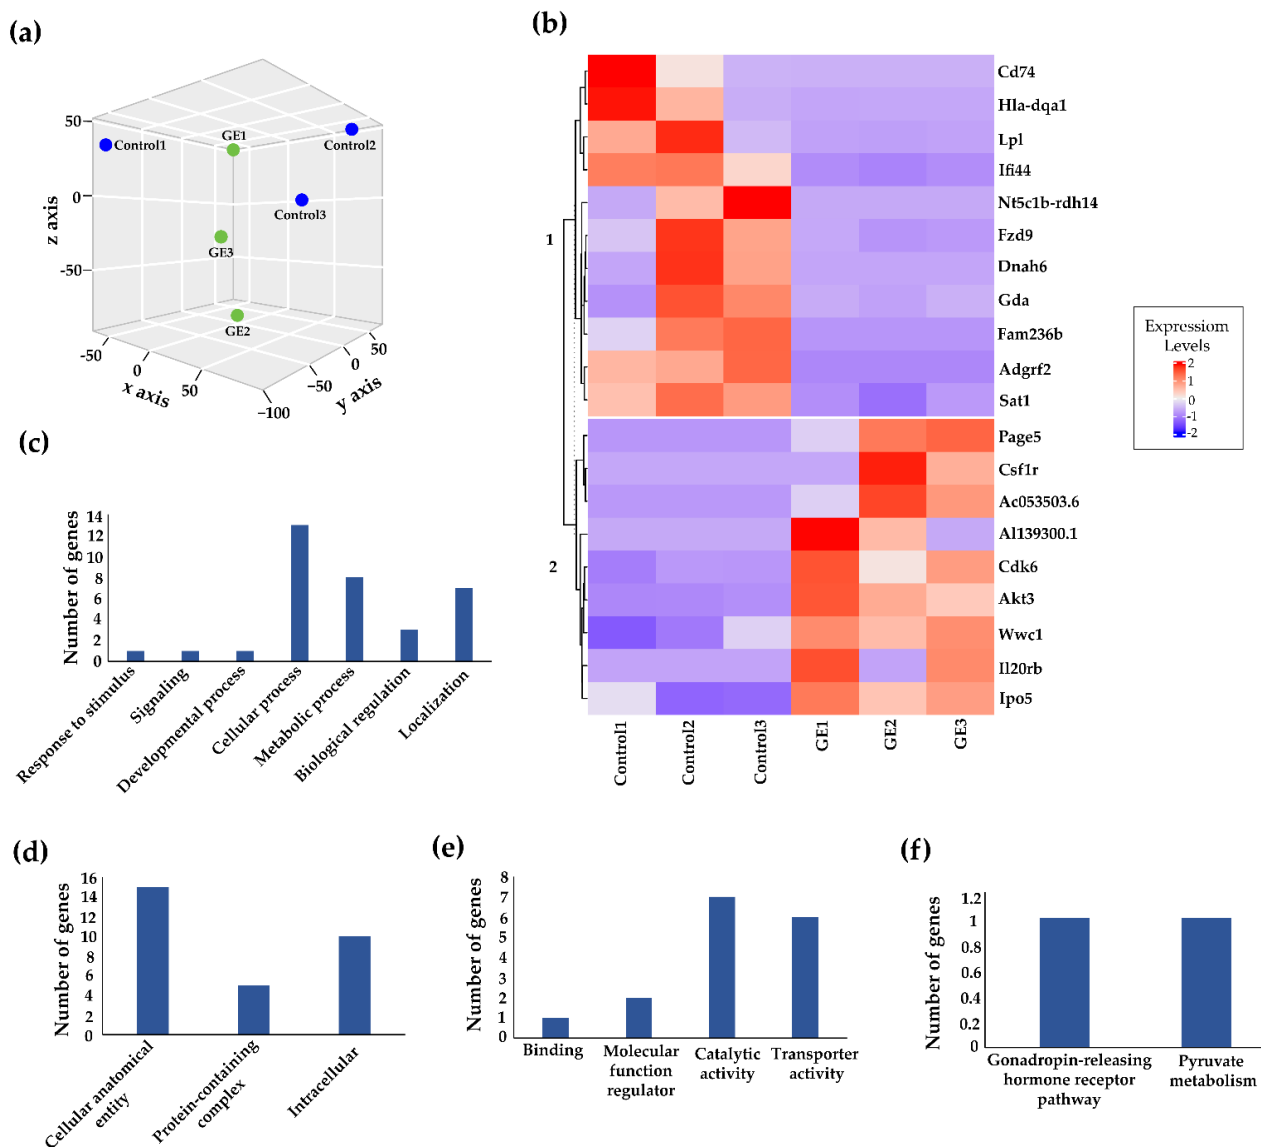 (a)
50
0
−50
z axis
Control1
GE1
Control2
Control3
GE3
GE2
−50
0
50
x axis
−100
−50
0
50
y axis
(b)
1
2
Cd74
Hla-dqa1
Lpl
Ifi44
Nt5c1b-rdh14
Fzd9
Dnah6
Gda
Fam236b
Adgrf2
Sat1
Page5
Csf1r
Ac053503.6
Al139300.1
Cdk6
Akt3
Wwc1
Il20rb
Ipo5
Control1
Control2
Control3
GE1
GE2
GE3
Expressiom
Levels
2
1
0
-1
-2
(c)
Number of genes
14
12
10
8
6
4
2
0
Response to stimulus
Signaling
Developmental process
Cellular process
Metabolic process
Biological regulation
Localization
(d)
Number of genes
16
14
12
10
8
6
4
2
0
Cellular anatomical
entity
Protein-containing
complex
Intracellular
(e)
Number of genes
8
7
6
5
4
3
2
1
0
Binding
Molecular
function
regulator
Catalytic
activity
Transporter
activity
(f)
Number of genes
1.2
1
0.8
0.6
0.4
0.2
0
Gonadropin-releasing
hormone receptor
pathway
Pyruvate
metabolism